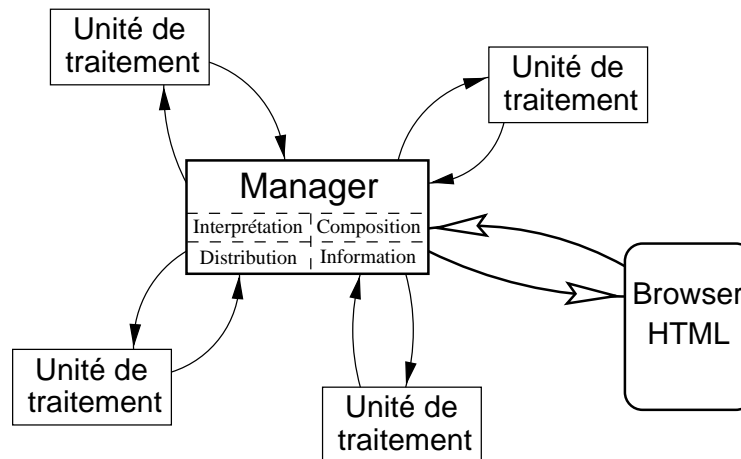 Unité de
traitement
Unité de
traitement
Manager
Interprétation Composition
Distribution Information
Browser
HTML
Unité de
traitement
Unité de
traitement